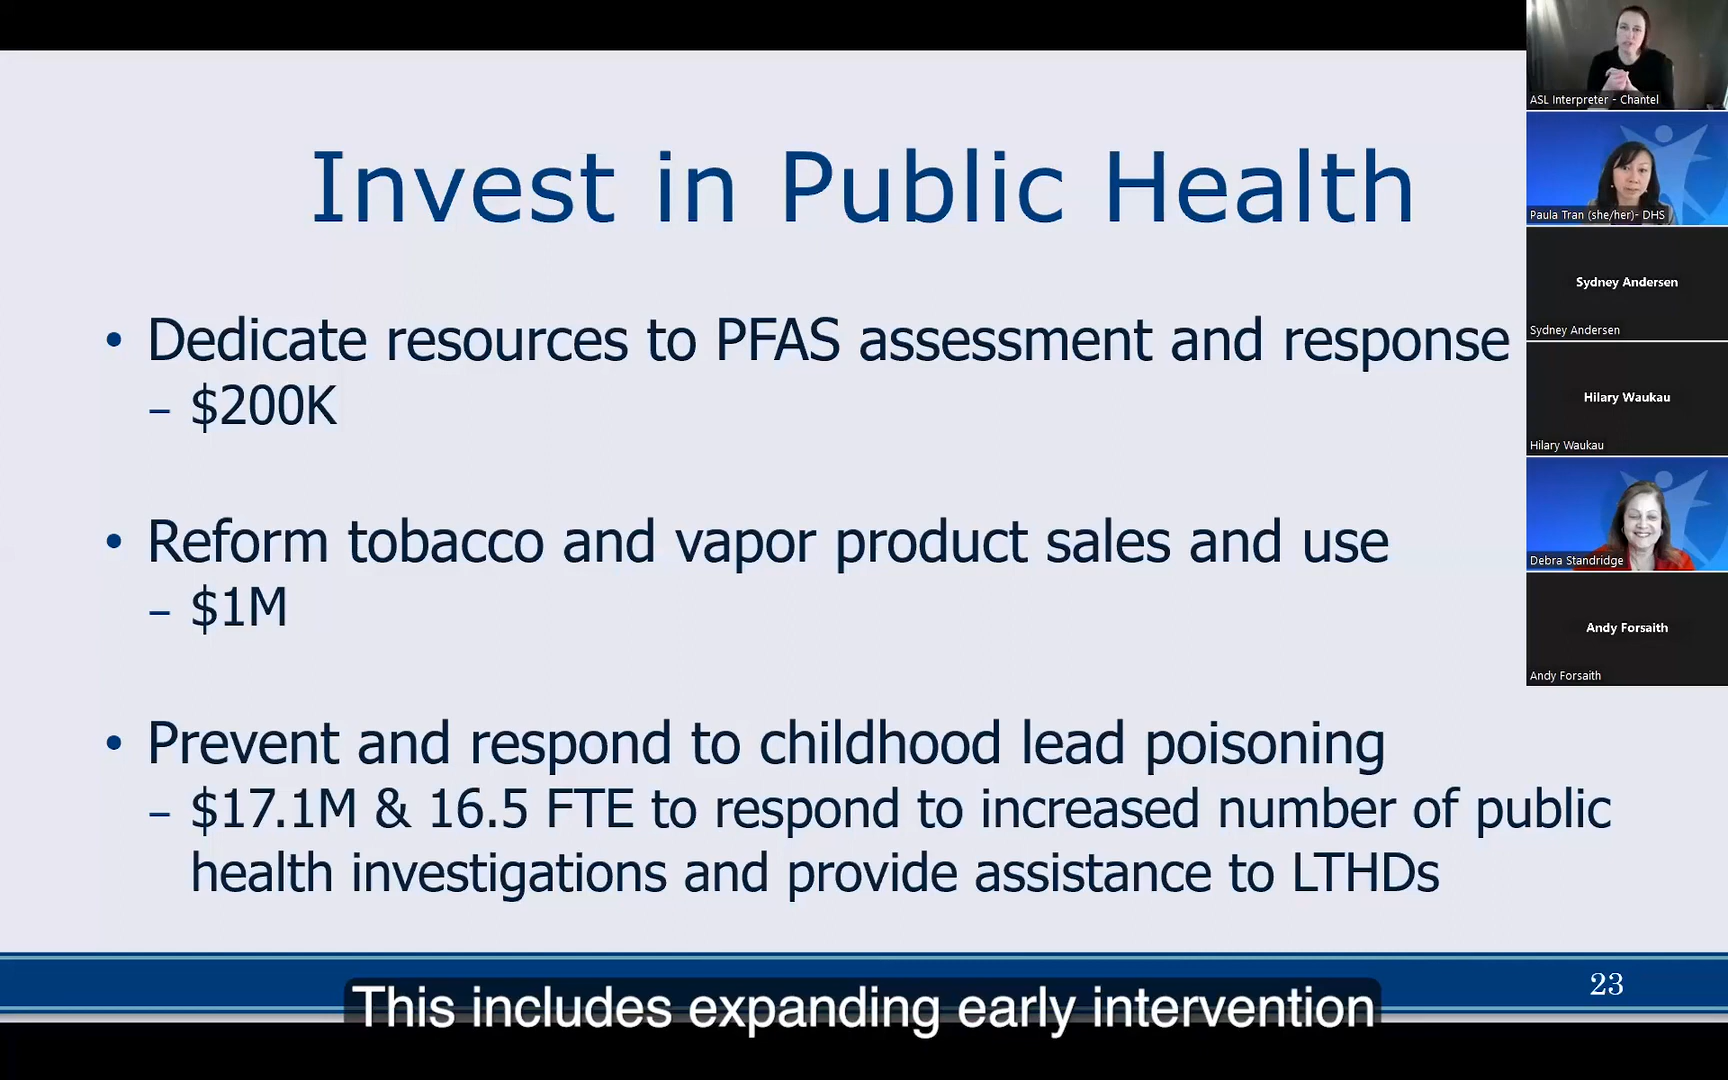 Invest in Public Health
• Dedicate resources to PFAS assessment and response
– $200K
• Reform tobacco and vapor product sales and use
– $1M
• Prevent and respond to childhood lead poisoning
– $17.1M & 16.5 FTE to respond to increased number of public
health investigations and provide assistance to LTHDs
23
This includes expanding early intervention
ASL Interpreter - Chantel
Paula Tran (she/her)- DHS
Sydney Andersen
Sydney Andersen
Hilary Waukau
Hilary Waukau
Debra Standridge
Andy Forsaith
Andy Forsaith